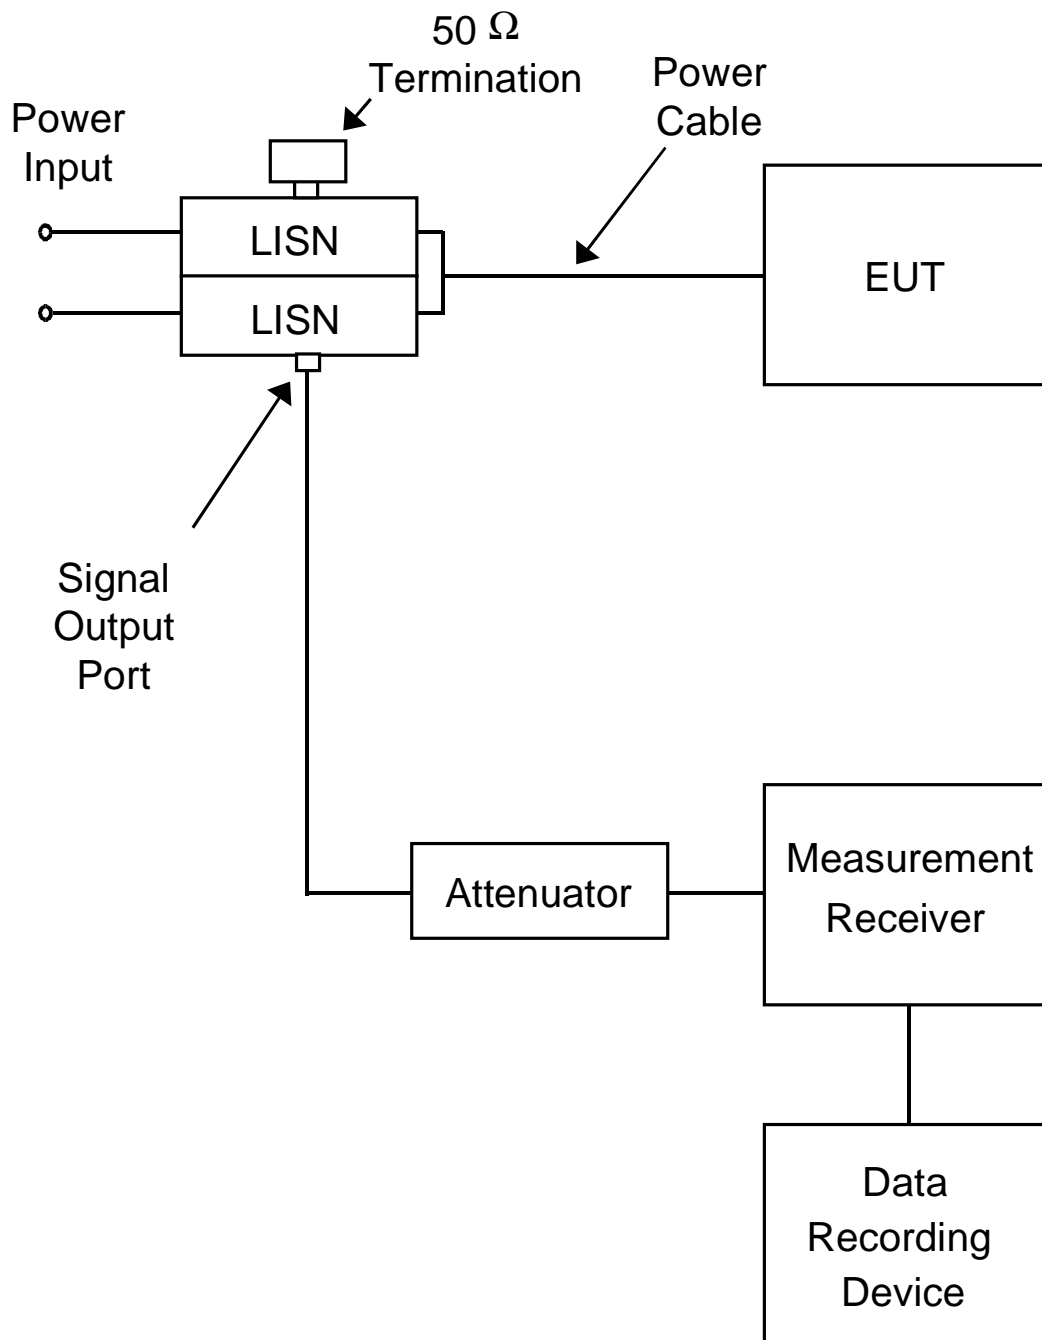 50 Ω
Termination
Power
Cable
Power
Input
LISN
LISN
EUT
Signal
Output
Port
Attenuator
Measurement
Receiver
Data
Recording
Device